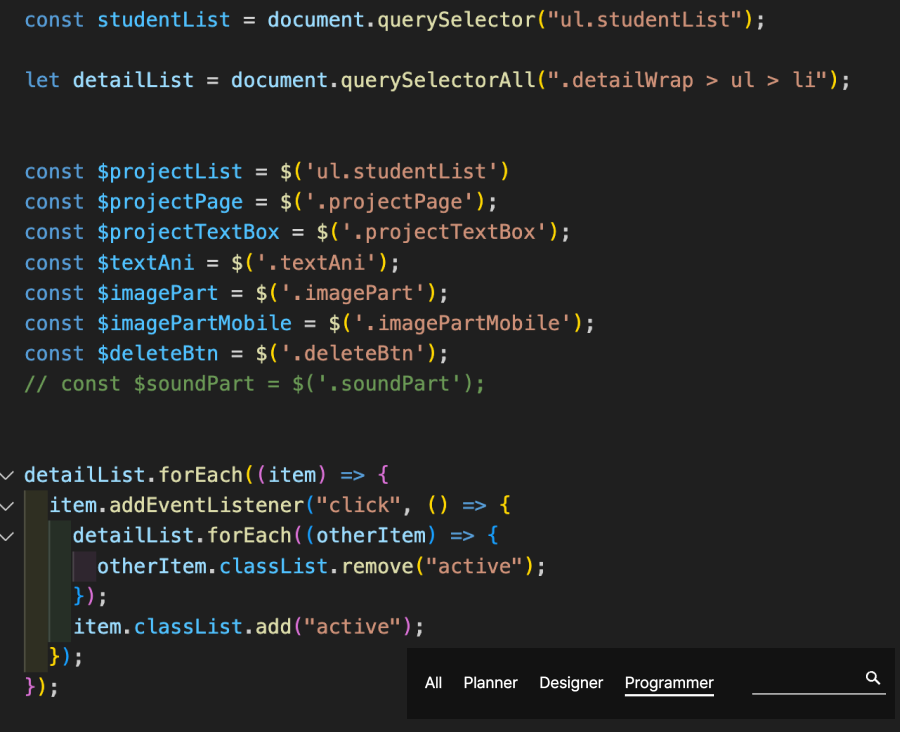 const studentList = document.querySelector("ul.studentList");
let detailList = document.querySelectorAll(".detailWrap > ul > li");
const $projectList = $('ul.studentList')
const $projectPage = $('.projectPage');
const $projectTextBox = $('.projectTextBox');
const $textAni = $('.textAni');
const $imagePart = $('.imagePart');
const $imagePartMobile = $('.imagePartMobile');
const $deleteBtn = $('.deleteBtn');
// const $soundPart = $('.soundPart');
detailList.forEach((item) => {
item.addEventListener("click", () => {
detailList.forEach((otherItem) => {
otherItem.classList.remove("active");
});
item.classList.add("active");
});
});
All Planner Designer Programmer